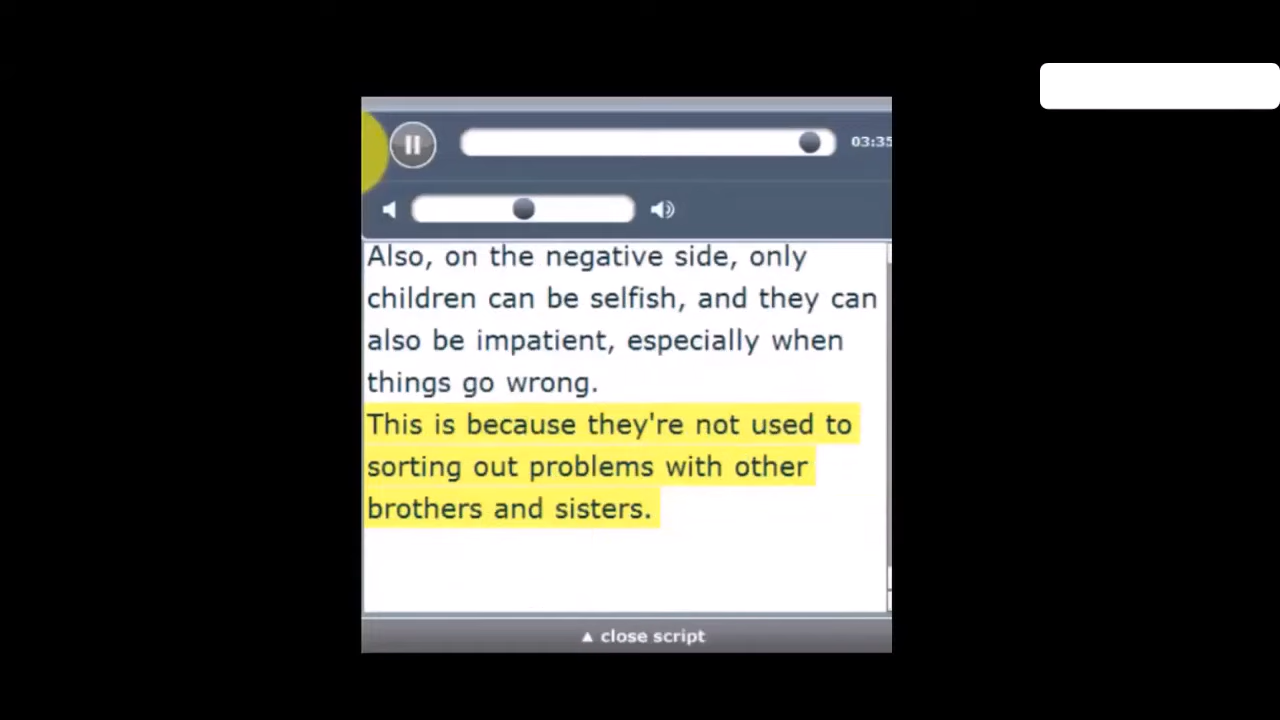 03:35
Also, on the negative side, only
children can be selfish, and they can
also be impatient, especially when
things go wrong.
This is because they're not used to
sorting out problems with other
brothers and sisters.
▲ close script